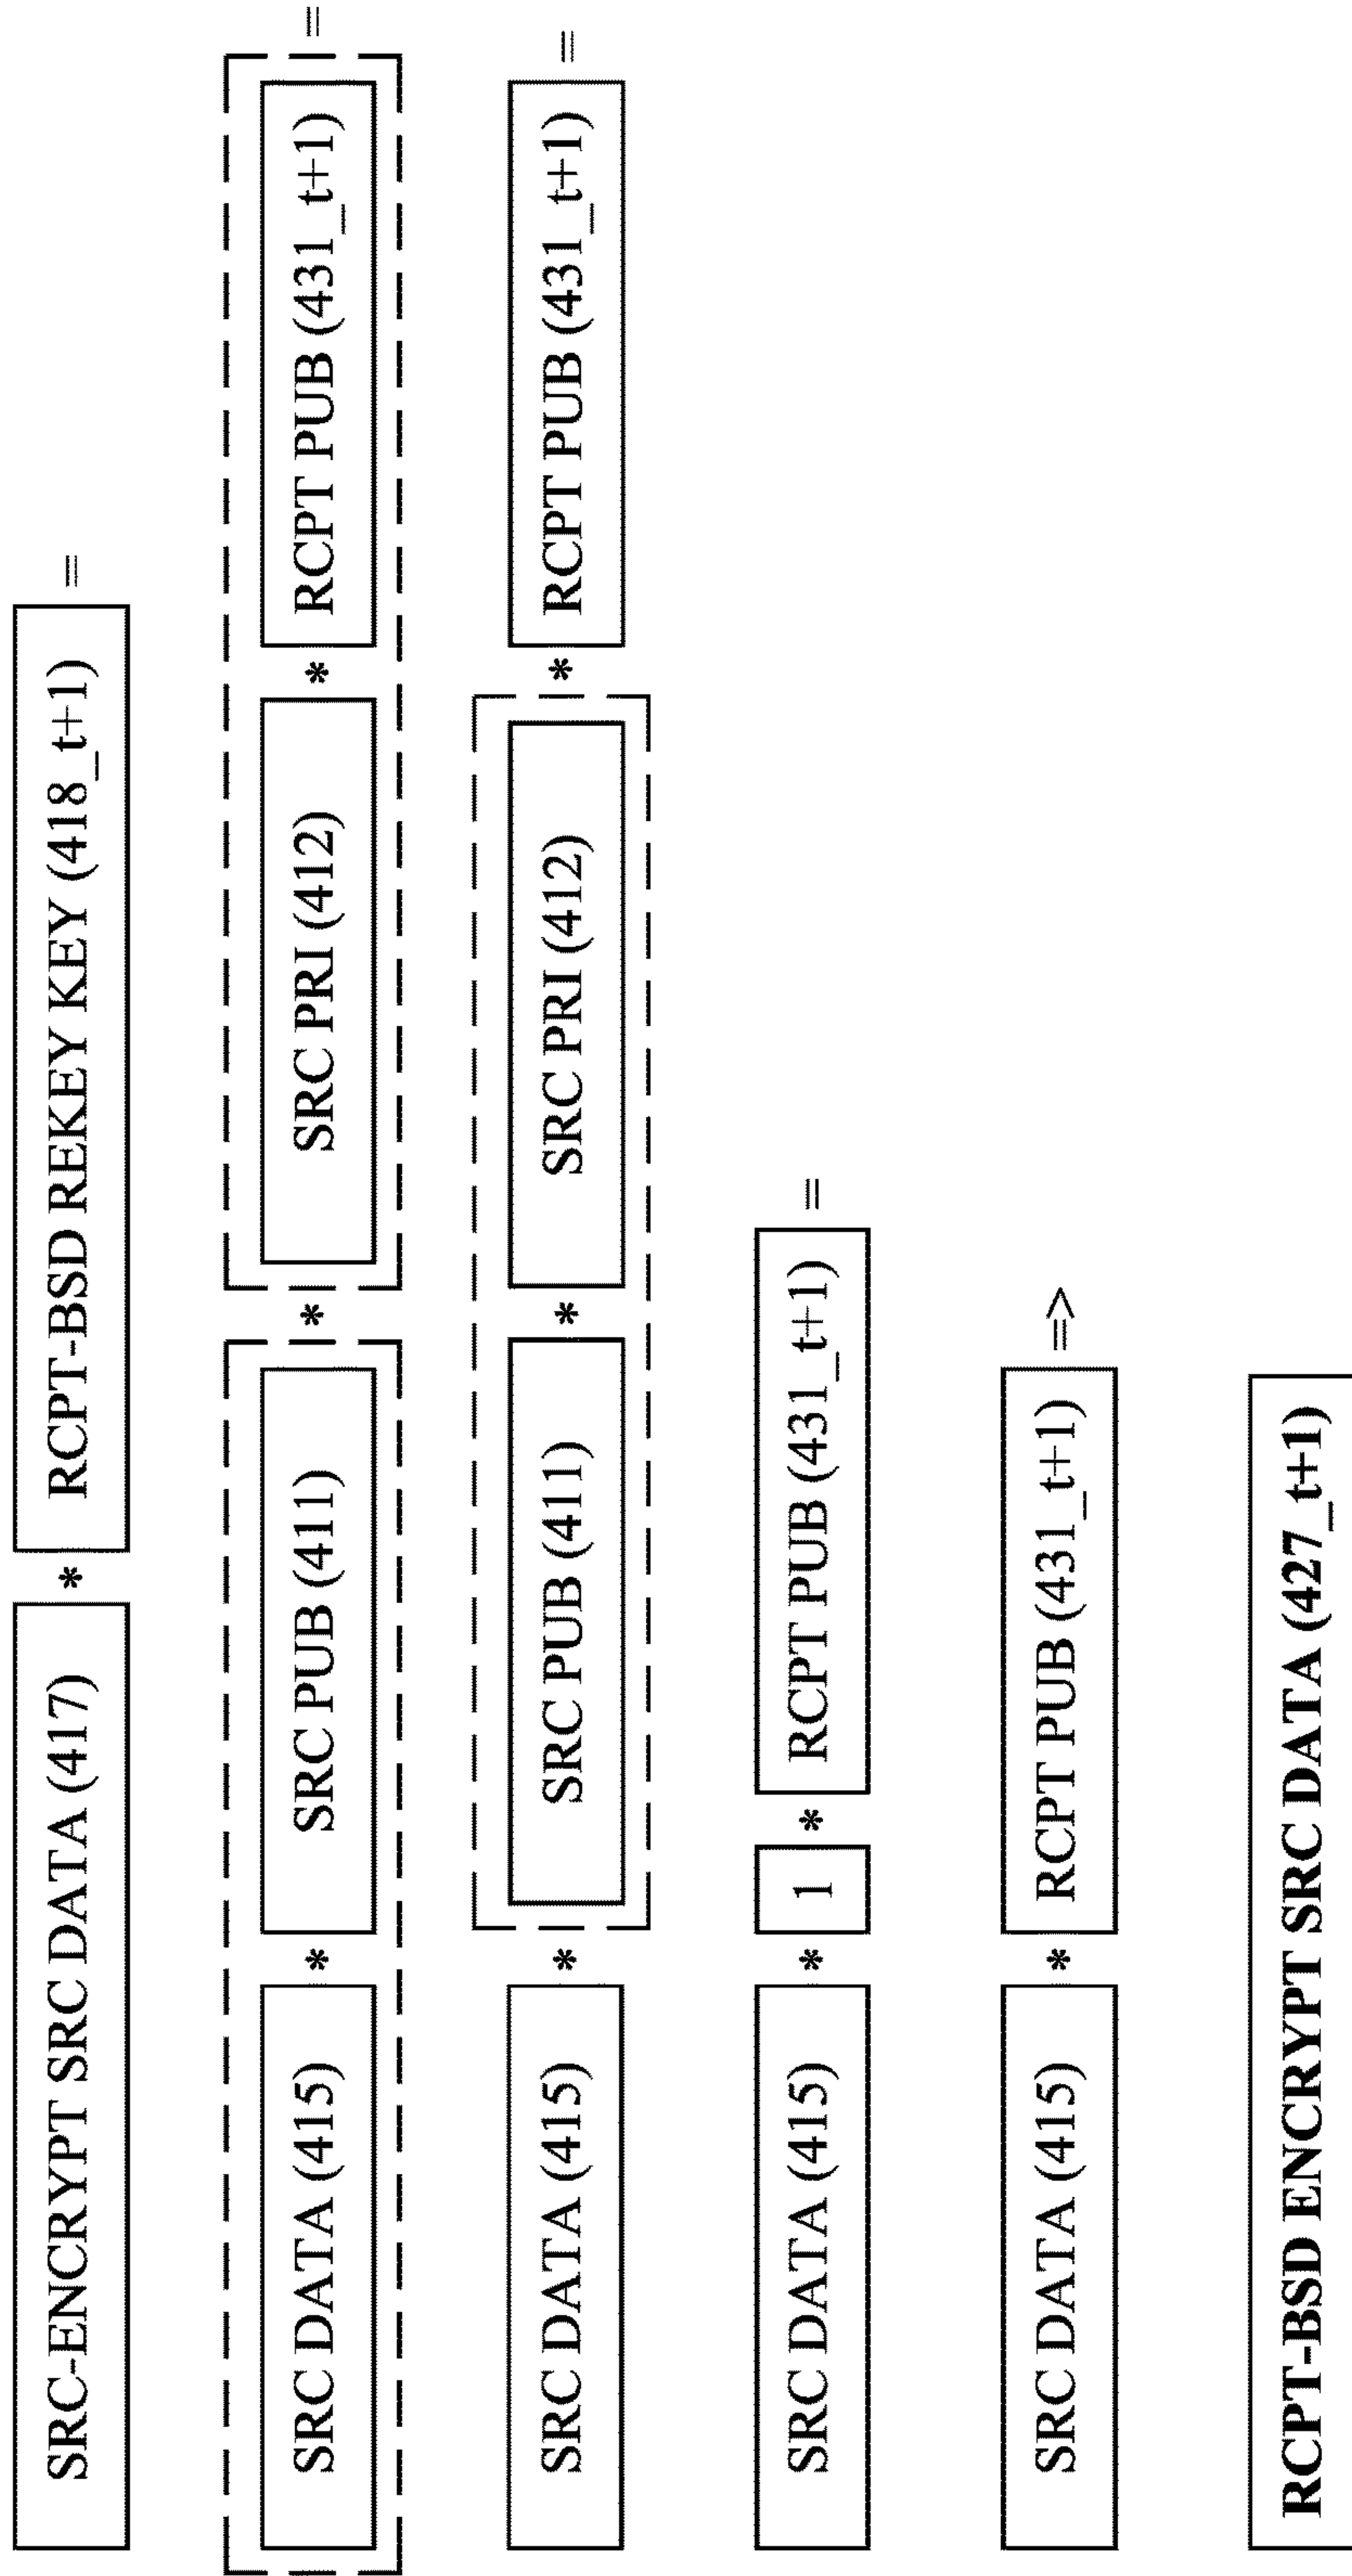 SRC-ENCRYPT SRC DATA (417) * RCPT-BSD REKEY KEY (418_t+1) =
SRC DATA (415) * SRC PUB (411) * SRC PRI (412) * RCPT PUB (431_t+1) =
SRC DATA (415) * SRC PUB (411) * SRC PRI (412) * RCPT PUB (431_t+1) =
SRC DATA (415) * 1 * RCPT PUB (431_t+1) =
SRC DATA (415) * RCPT PUB (431_t+1) =>
RCPT-BSD ENCRYPT SRC DATA (427_t+1)